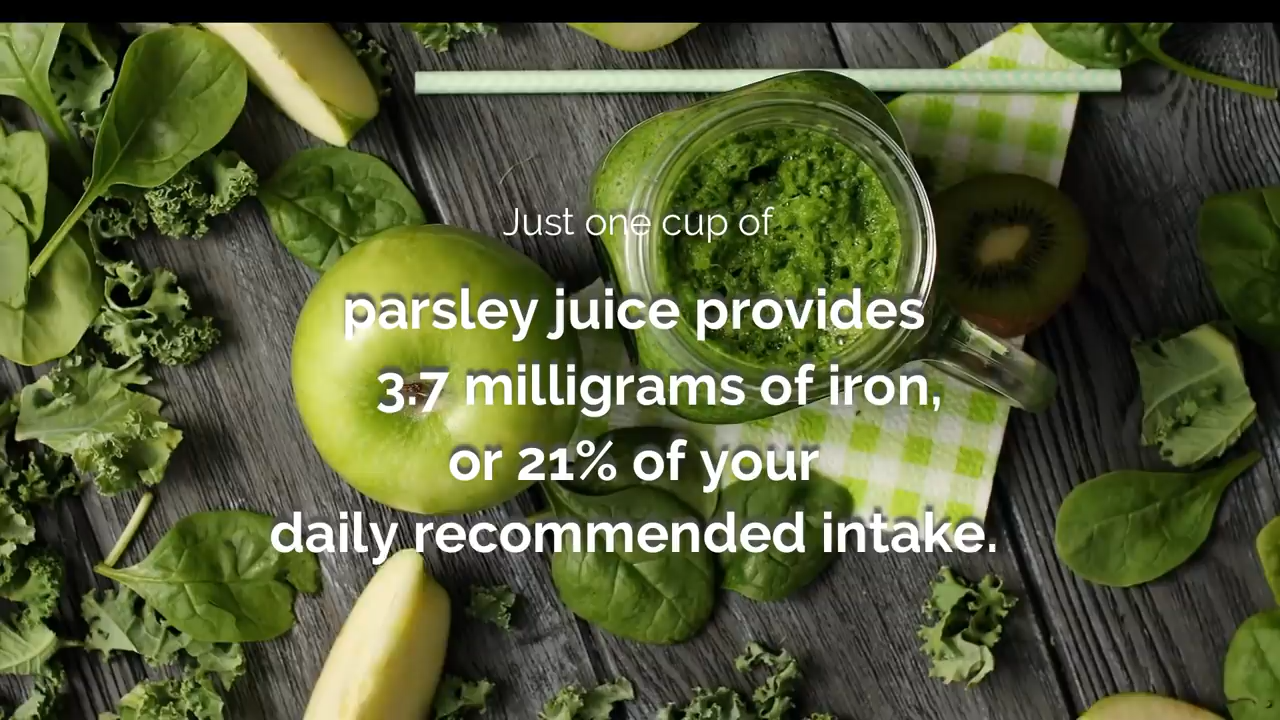 Just one cup of
parsley juice provides
3.7 milligrams of iron,
or 21% of your
daily recommended intake.